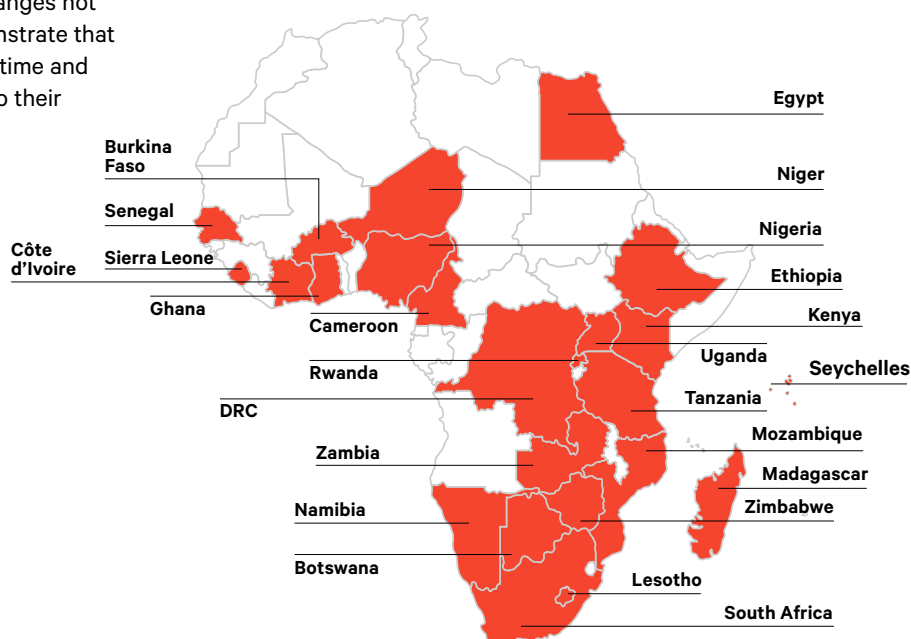 anges not
nstrate that
time and
o their
Egypt
Burkina
Faso
Niger
Senegal
Nigeria
Côte
d’Ivoire
Sierra Leone
Ethiopia
Ghana
Kenya
Cameroon
Uganda
Rwanda
Seychelles
DRC
Tanzania
Mozambique
Zambia
Madagascar
Namibia
Zimbabwe
Botswana
Lesotho
South Africa